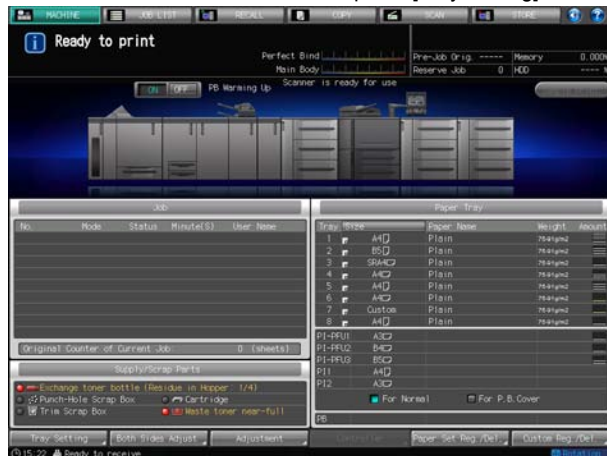 MACHINE JOB LIST RECALL COPY SCAN STORE
Ready to print
Perfect Bind Pre-Job Orig. ----- Memory 0.000%
Main Body Reserve Job 0 HDD
ON OFF PB Warming Up Scanner is ready for use
Job
No. Mode Status Minute(S) User Name
Original Counter of Current Job: 0 (sheets)
Supply/Scrap Parts
Exchange toner bottle (Residue in Hopper: 1/4)
Punch-Hole Scrap Box Cartridge
Trim Scrap Box Waste toner near-full
Paper Tray
Tray Size Paper Name Weight Amount
1 A4 Plain
2 B5 Plain
3 SRA4 Plain
4 A4 Plain
5 A4 Plain
6 A4 Plain
7 Custom Plain
8 A4 Plain
PI-PFU1 A3
PI-PFU2 B4
PI-PFU3 B5
PI1 A4
PI2 A3
For Normal For P.B.Cover
PB
Tray Setting Both Sides Adjust Adjustment Controller Paper Set Reg./Del. Custom Reg./Del.
15:22 Ready to receive Rotation